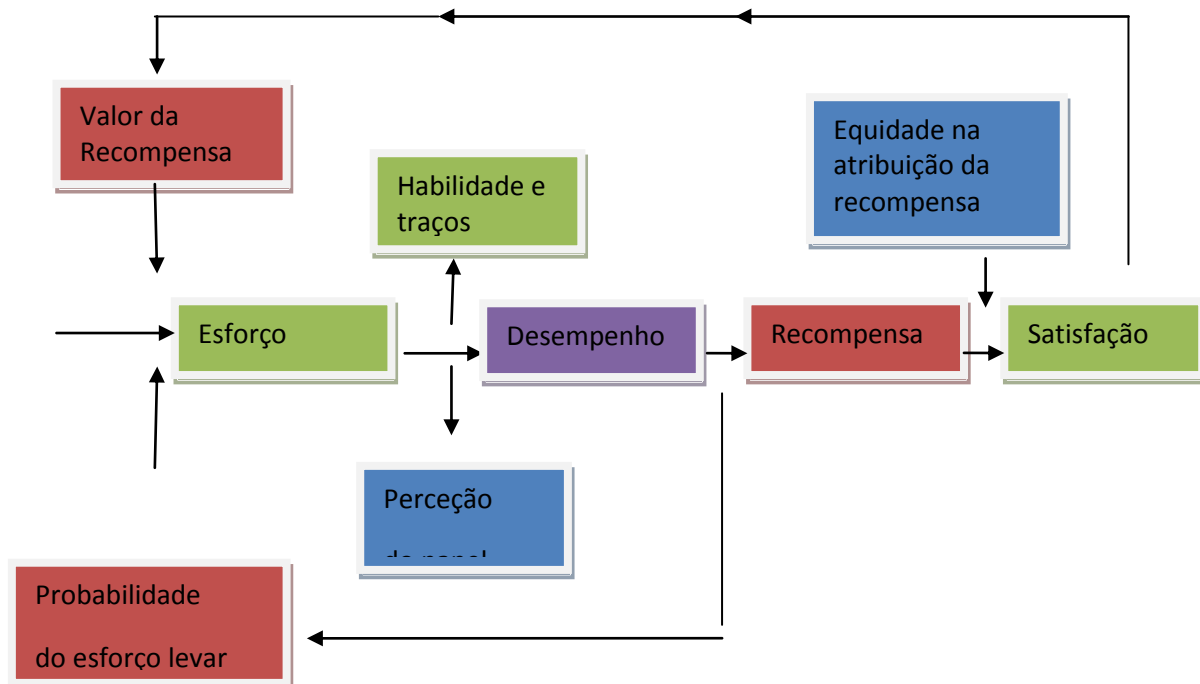 Valor da
Recompensa
Equidade na
atribuição da
recompensa
Habilidade e
traços
Esforço
Desempenho
Recompensa
Satisfação
Perceção
Probabilidade
do esforço levar